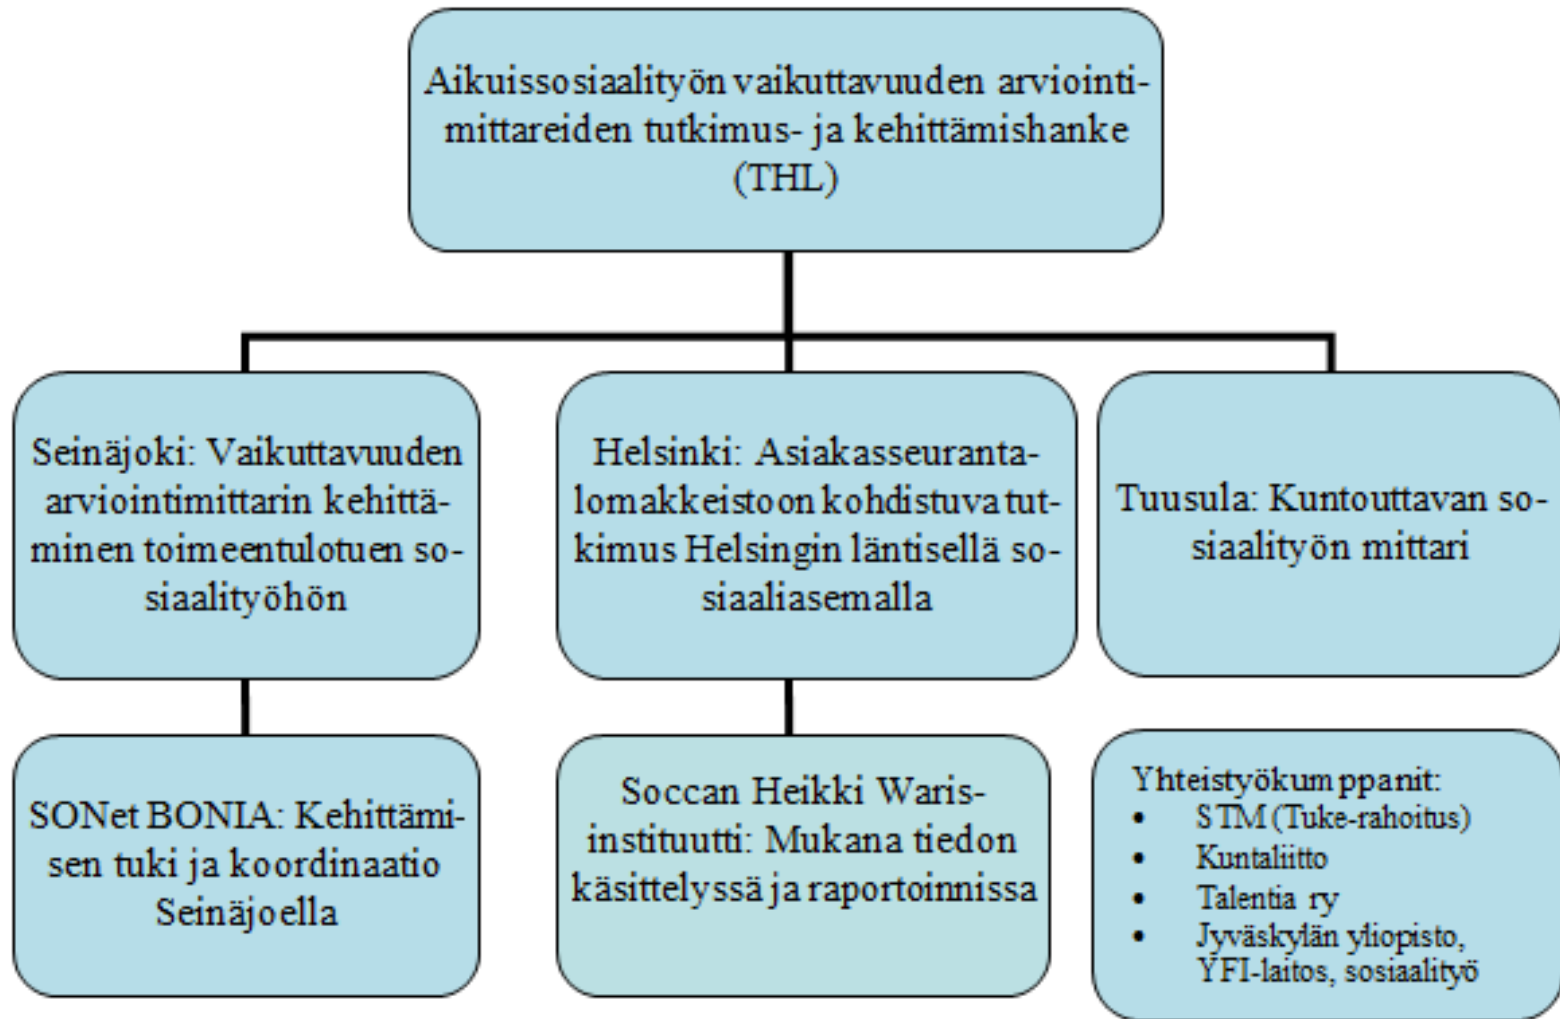 Aikuissosiaalityön vaikuttavuuden arviointi-
mittareiden tutkimus- ja kehittämishanke
(THL)
Seinäjoki: Vaikuttavuuden
arviointimittarin kehittä-
minen toimeentulotuen so-
siaalityöhön
Helsinki: Asiakasseuranta-
lomakkeistoon kohdistuva tut-
kimus Helsingin läntisellä so-
siaaliasemalla
Tuusula: Kuntouttavan so-
siaalityön mittari
SONet BONIA: Kehittämi-
sen tuki ja koordinaatio
Seinäjoella
Soccan Heikki Waris-
instituutti: Mukana tiedon
käsittelyssä ja raportoinnissa
Yhteistyökumppanit:
• STM (Tuke-rahoitus)
• Kuntaliitto
• Talentia ry
• Jyväskylän yliopisto,
YFI-laitos, sosiaalityö